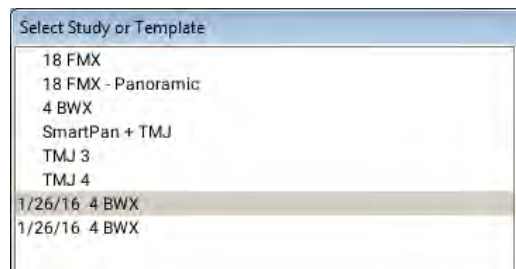 Select Study or Template
18 FMX
18 FMX - Panoramic
4 BWX
SmartPan + TMJ
TMJ 3
TMJ 4
1/26/16 4 BWX
1/26/16 4 BWX